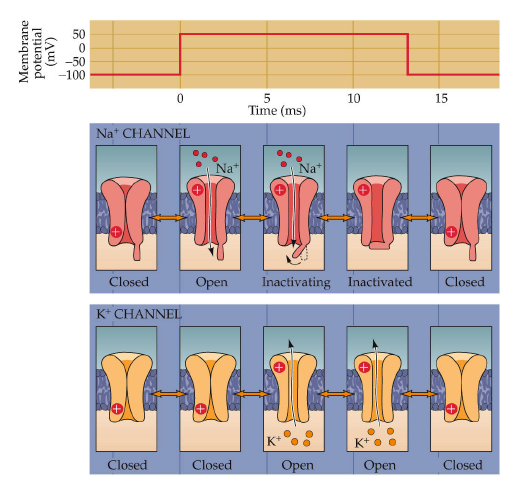 Membrane
potential
(mV)
50
0
−50
−100
0 5 10 15
Time (ms)
Na⁺ CHANNEL
Na⁺ Na⁺
+ + + + +
Closed Open Inactivating Inactivated Closed
K⁺ CHANNEL
+ + + + +
K⁺ K⁺
Closed Closed Open Open Closed